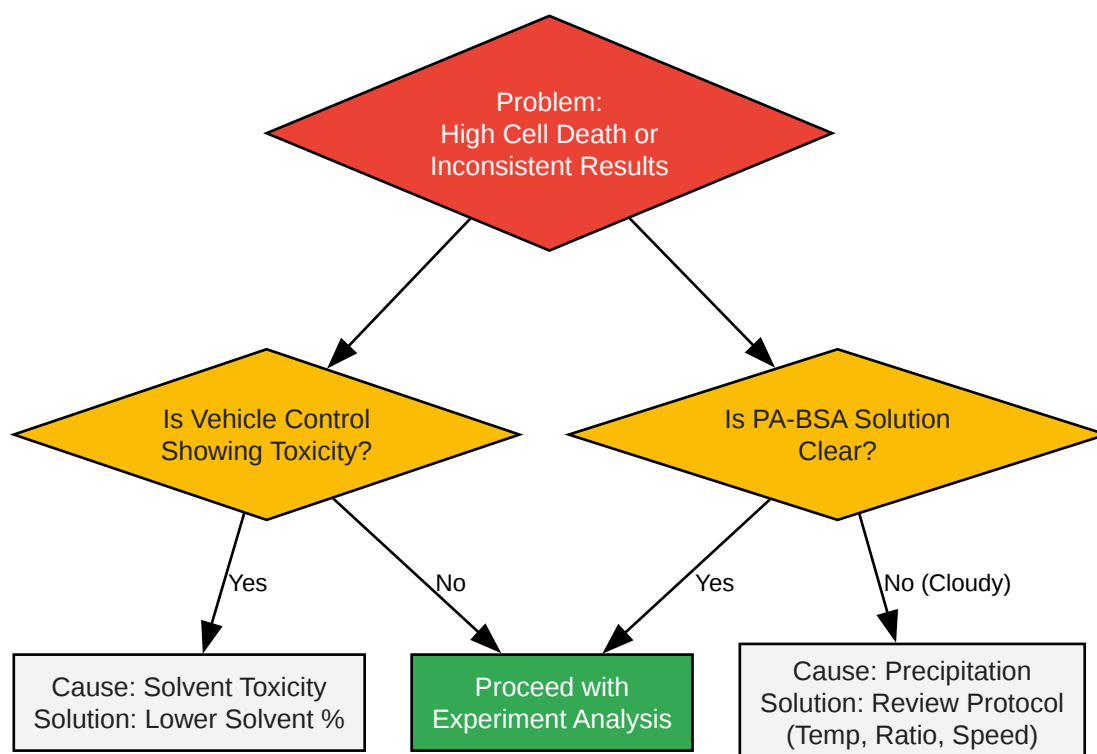 Problem:
High Cell Death or
Inconsistent Results
Is Vehicle Control
Showing Toxicity?
Is PA-BSA Solution
Clear?
Yes
No
Yes
No (Cloudy)
Cause: Solvent Toxicity
Solution: Lower Solvent %
Proceed with
Experiment Analysis
Cause: Precipitation
Solution: Review Protocol
(Temp, Ratio, Speed)